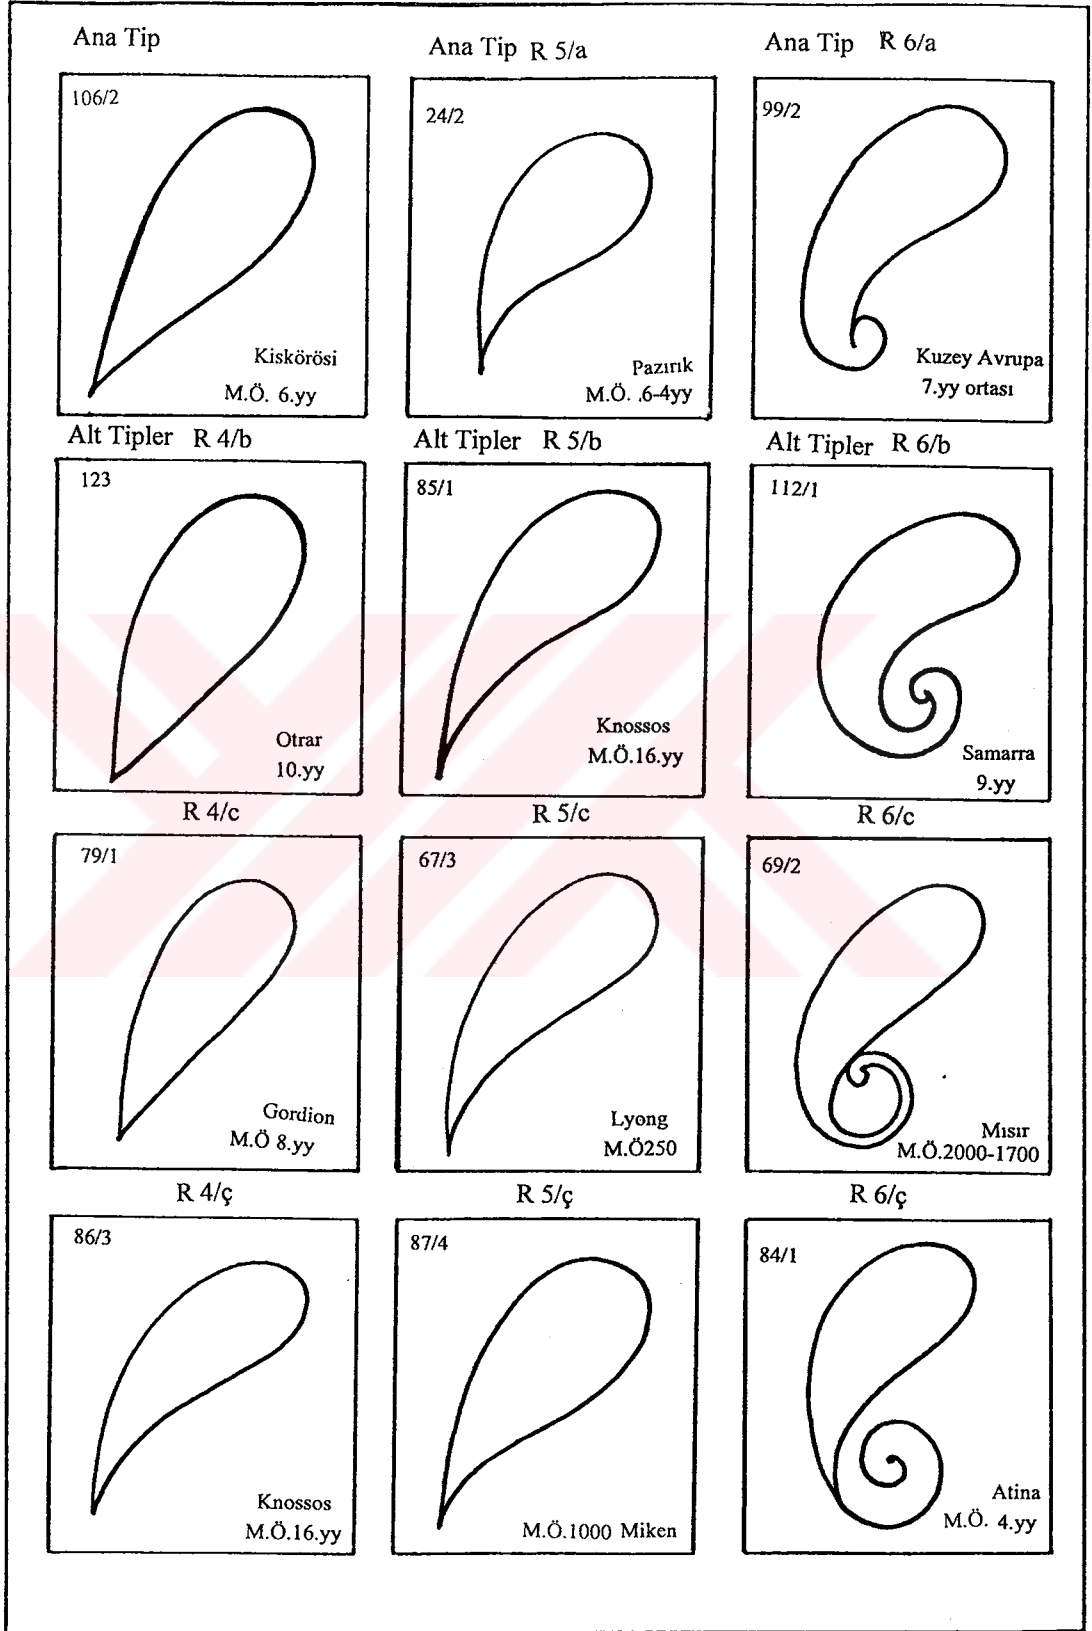 Ana Tip
Ana Tip R 5/a
Ana Tip R 6/a
106/2
Kiskörösi
M.Ö. 6.yy
24/2
Pazırık
M.Ö. .6-4yy
99/2
Kuzey Avrupa
7.yy ortası
Alt Tipler R 4/b
Alt Tipler R 5/b
Alt Tipler R 6/b
123
Otrar
10.yy
85/1
Knossos
M.Ö.16.yy
112/1
Samarra
9.yy
R 4/c
R 5/c
R 6/c
79/1
Gordion
M.Ö 8.yy
67/3
Lyong
M.Ö250
69/2
Mısır
M.Ö.2000-1700
R 4/ç
R 5/ç
R 6/ç
86/3
Knossos
M.Ö.16.yy
87/4
M.Ö.1000 Miken
84/1
Atina
M.Ö. 4.yy